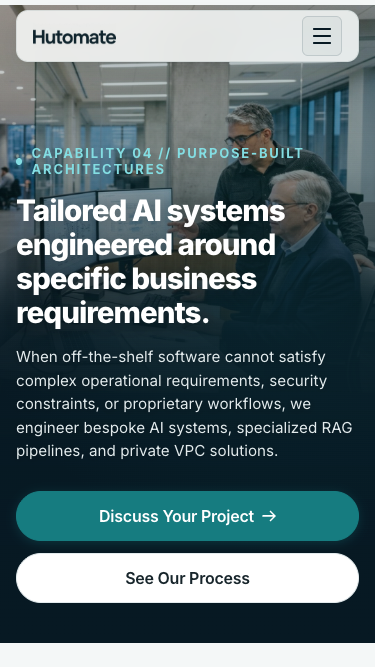 Hutomate
CAPABILITY 04 // PURPOSE-BUILT
ARCHITECTURES
Tailored AI systems
engineered around
specific business
requirements.
When off-the-shelf software cannot satisfy
complex operational requirements, security
constraints, or proprietary workflows, we
engineer bespoke AI systems, specialized RAG
pipelines, and private VPC solutions.
Discuss Your Project →
See Our Process